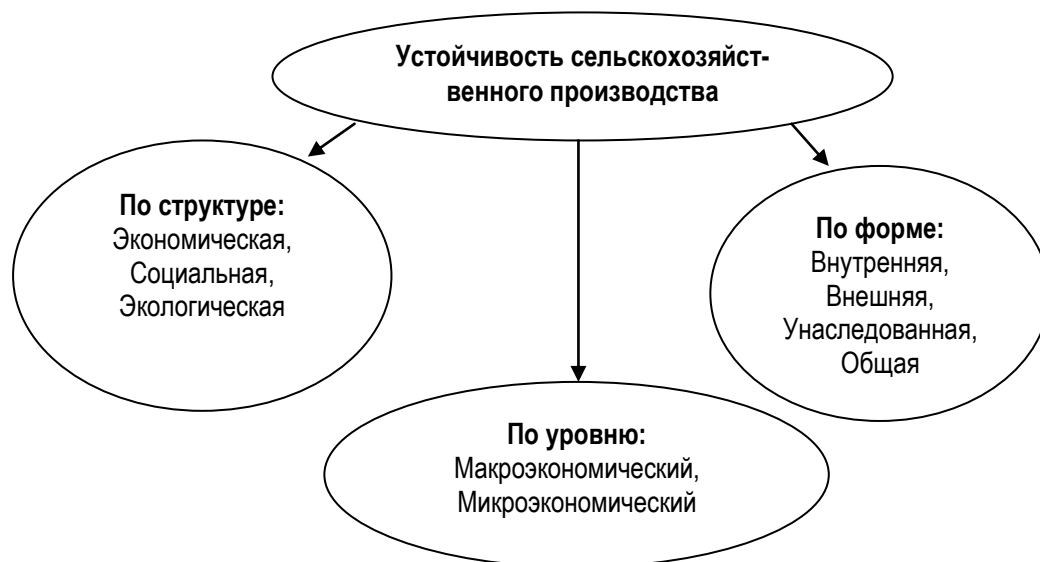 Устойчивость сельскохозяйст-
венного производства
По структуре:
Экономическая,
Социальная,
Экологическая
По форме:
Внутренняя,
Внешняя,
Унаследованная,
Общая
По уровню:
Макроэкономический,
Микроэкономический